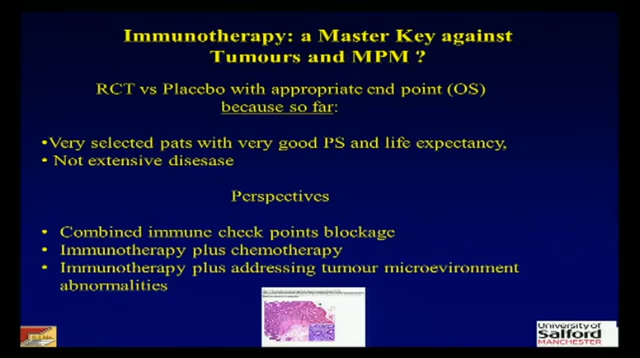 Immunotherapy: a Master Key against
Tumours and MPM ?
RCT vs Placebo with appropriate end point (OS)
because so far:
•Very selected pats with very good PS and life expectancy,
• Not extensive disesase
Perspectives
• Combined immune check points blockage
• Immunotherapy plus chemotherapy
• Immunotherapy plus addressing tumour microevironment
abnormalities
University of
Salford
MANCHESTER